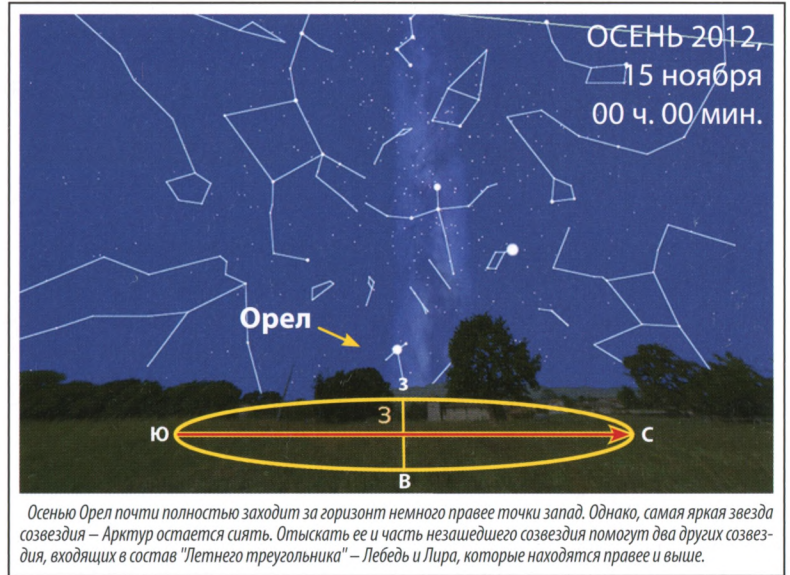 ОСЕНЬ 2012,
15 ноября
00 ч. 00 мин.
Орел
З
З
Ю
С
В
Осенью Орел почти полностью заходит за горизонт немного правее точки запад. Однако, самая яркая звезда
созвездия – Арктур остается сиять. Отыскать ее и часть незашедшего созвездия помогут два других созвез-
дия, входящих в состав "Летнего треугольника" – Лебедь и Лира, которые находятся правее и выше.